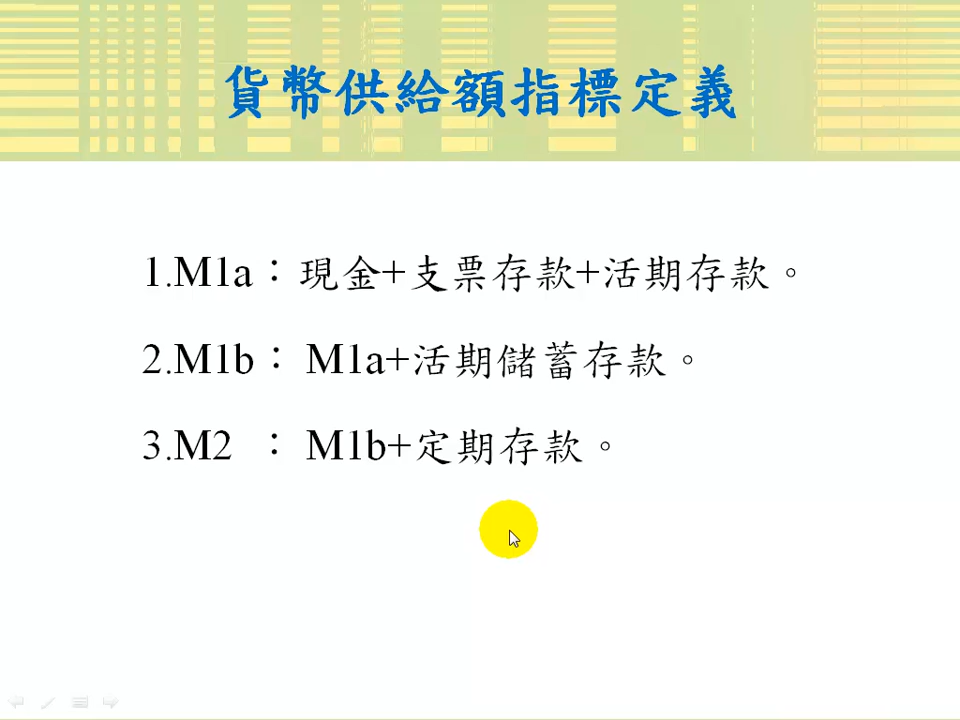 貨幣供給額指標定義
1.M1a：現金+支票存款+活期存款。
2.M1b： M1a+活期儲蓄存款。
3.M2 ： M1b+定期存款。